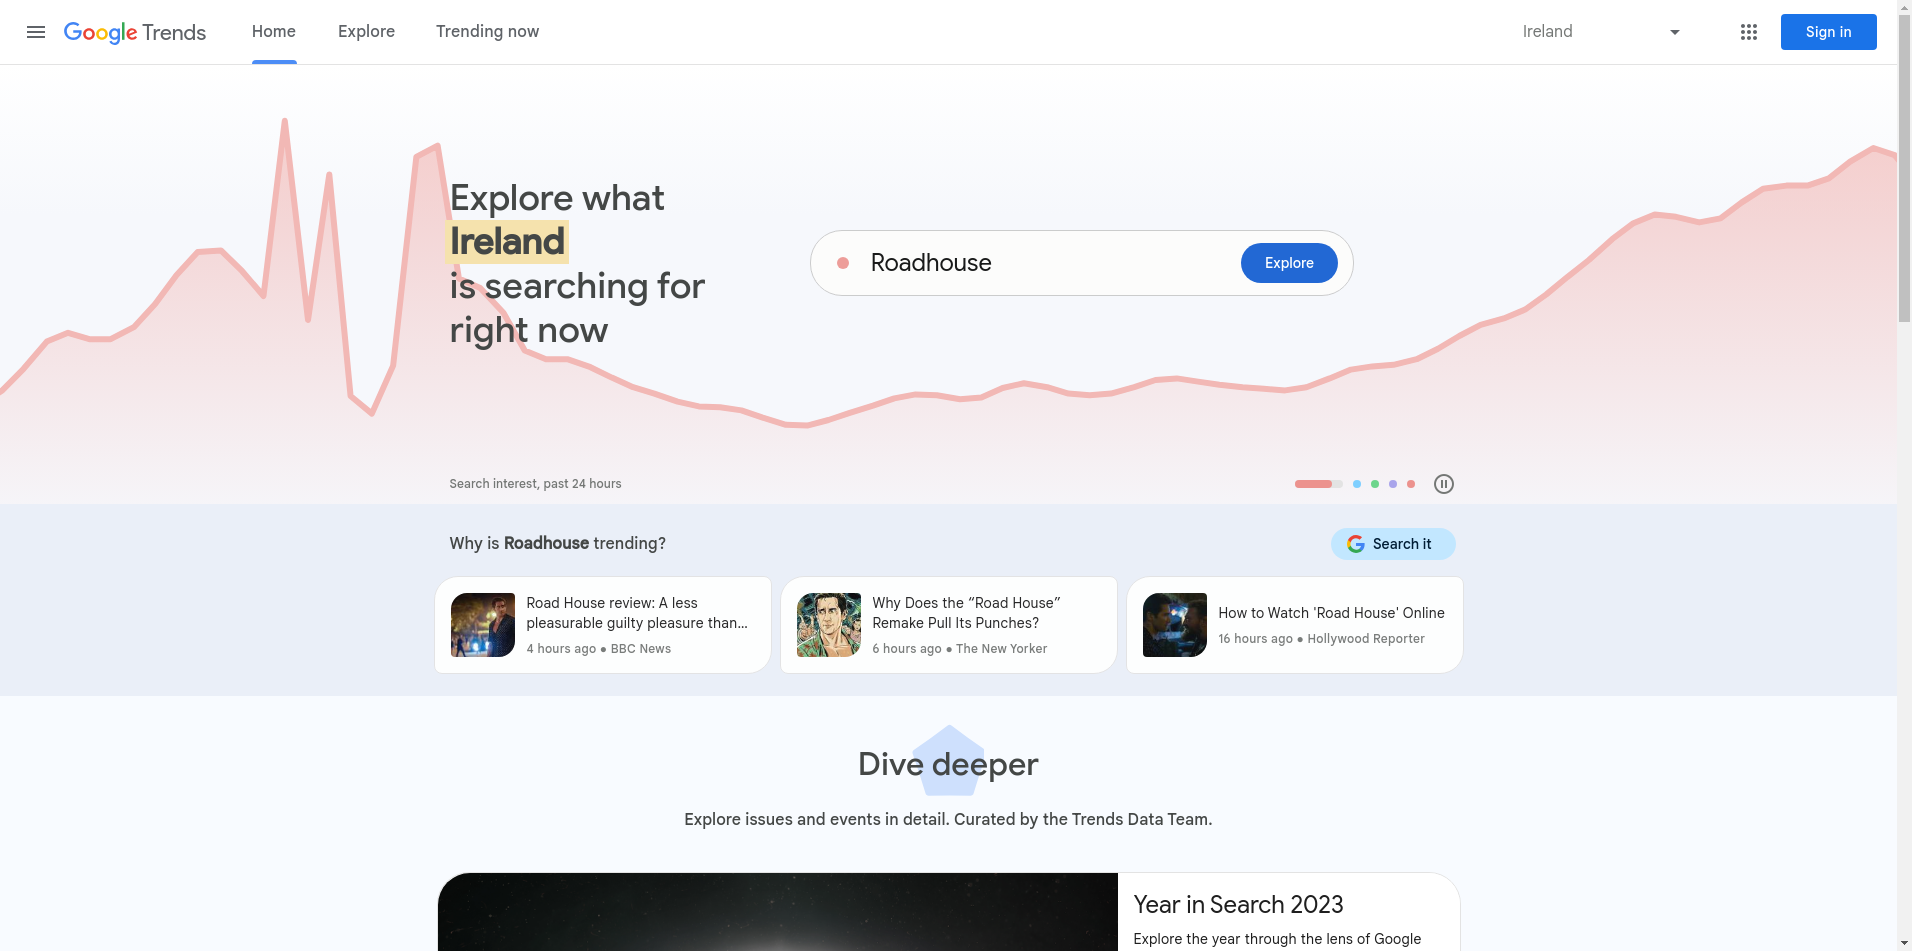 Google Trends
Home
Explore
Trending now
Ireland
Sign in
Explore what
Ireland
is searching for
right now
Roadhouse
Explore
Search interest, past 24 hours
Why is Roadhouse trending?
Search it
Road House review: A less
pleasurable guilty pleasure than...
4 hours ago ● BBC News
Why Does the “Road House”
Remake Pull Its Punches?
6 hours ago ● The New Yorker
How to Watch 'Road House' Online
16 hours ago ● Hollywood Reporter
Dive deeper
Explore issues and events in detail. Curated by the Trends Data Team.
Year in Search 2023
Explore the year through the lens of Google